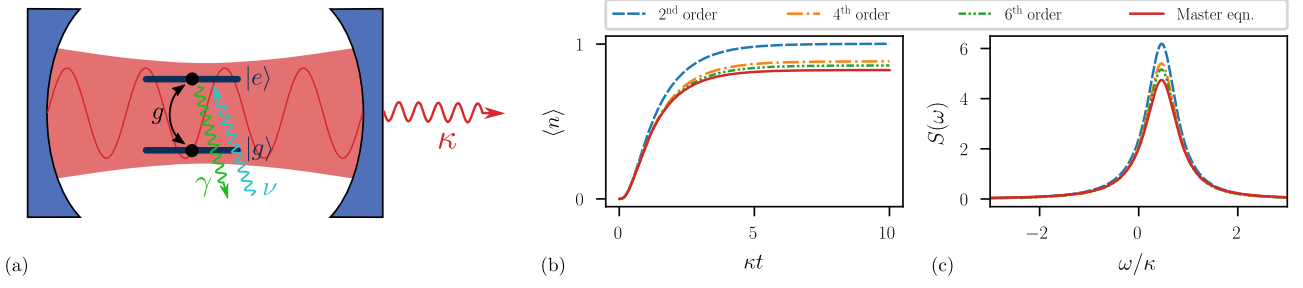 2nd order 4th order 6th order Master eqn.
|e⟩
g
|g⟩
γ
ν
κ
(a)
⟨n⟩
1
0
0 5 10
κt
(b)
S(ω)
6
4
2
0
−2 0 2
ω/κ
(c)